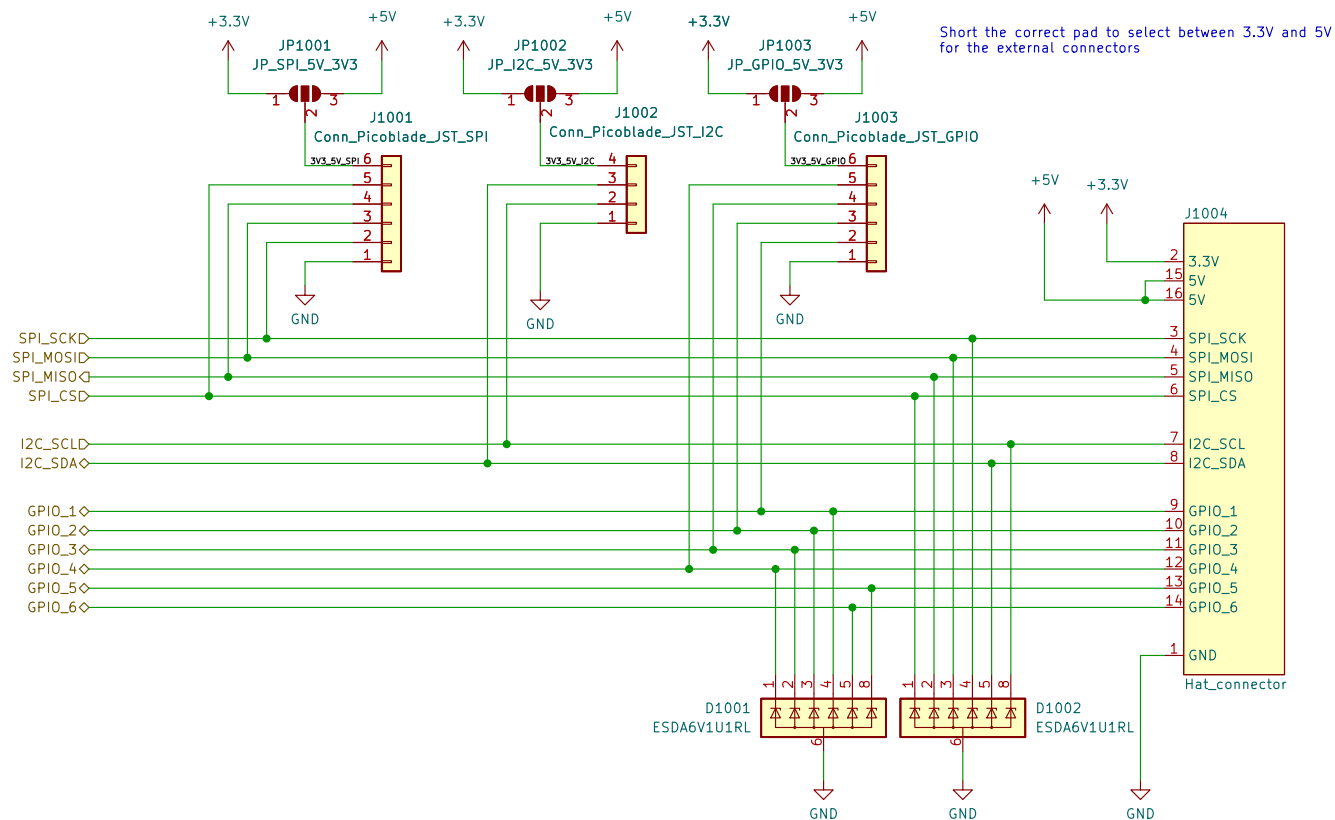 +3.3V
+5V
JP1001
JP_SPI_5V_3V3
1
3
2
+3.3V
+5V
JP1002
JP_I2C_5V_3V3
1
3
2
+3.3V
+5V
JP1003
JP_GPIO_5V_3V3
1
3
2
Short the correct pad to select between 3.3V and 5V
for the external connectors
J1001
Conn_Picoblade_JST_SPI
3V3_5V_SPI
6
5
4
3
2
1
GND
J1002
Conn_Picoblade_JST_I2C
3V3_5V_I2C
4
3
2
1
GND
J1003
Conn_Picoblade_JST_GPIO
3V3_5V_GPIO
6
5
4
3
2
1
GND
+5V
+3.3V
J1004
2 3.3V
15 5V
16 5V
SPI_SCK
3 SPI_SCK
SPI_MOSI
4 SPI_MOSI
SPI_MISO
5 SPI_MISO
SPI_CS
6 SPI_CS
I2C_SCL
7 I2C_SCL
I2C_SDA
8 I2C_SDA
GPIO_1
9 GPIO_1
GPIO_2
10 GPIO_2
GPIO_3
11 GPIO_3
GPIO_4
12 GPIO_4
GPIO_5
13 GPIO_5
GPIO_6
14 GPIO_6
1 GND
Hat_connector
1 2 3 4 5 8
D1001
ESDA6V1U1RL
6
GND
1 2 3 4 5 8
D1002
ESDA6V1U1RL
6
GND
GND